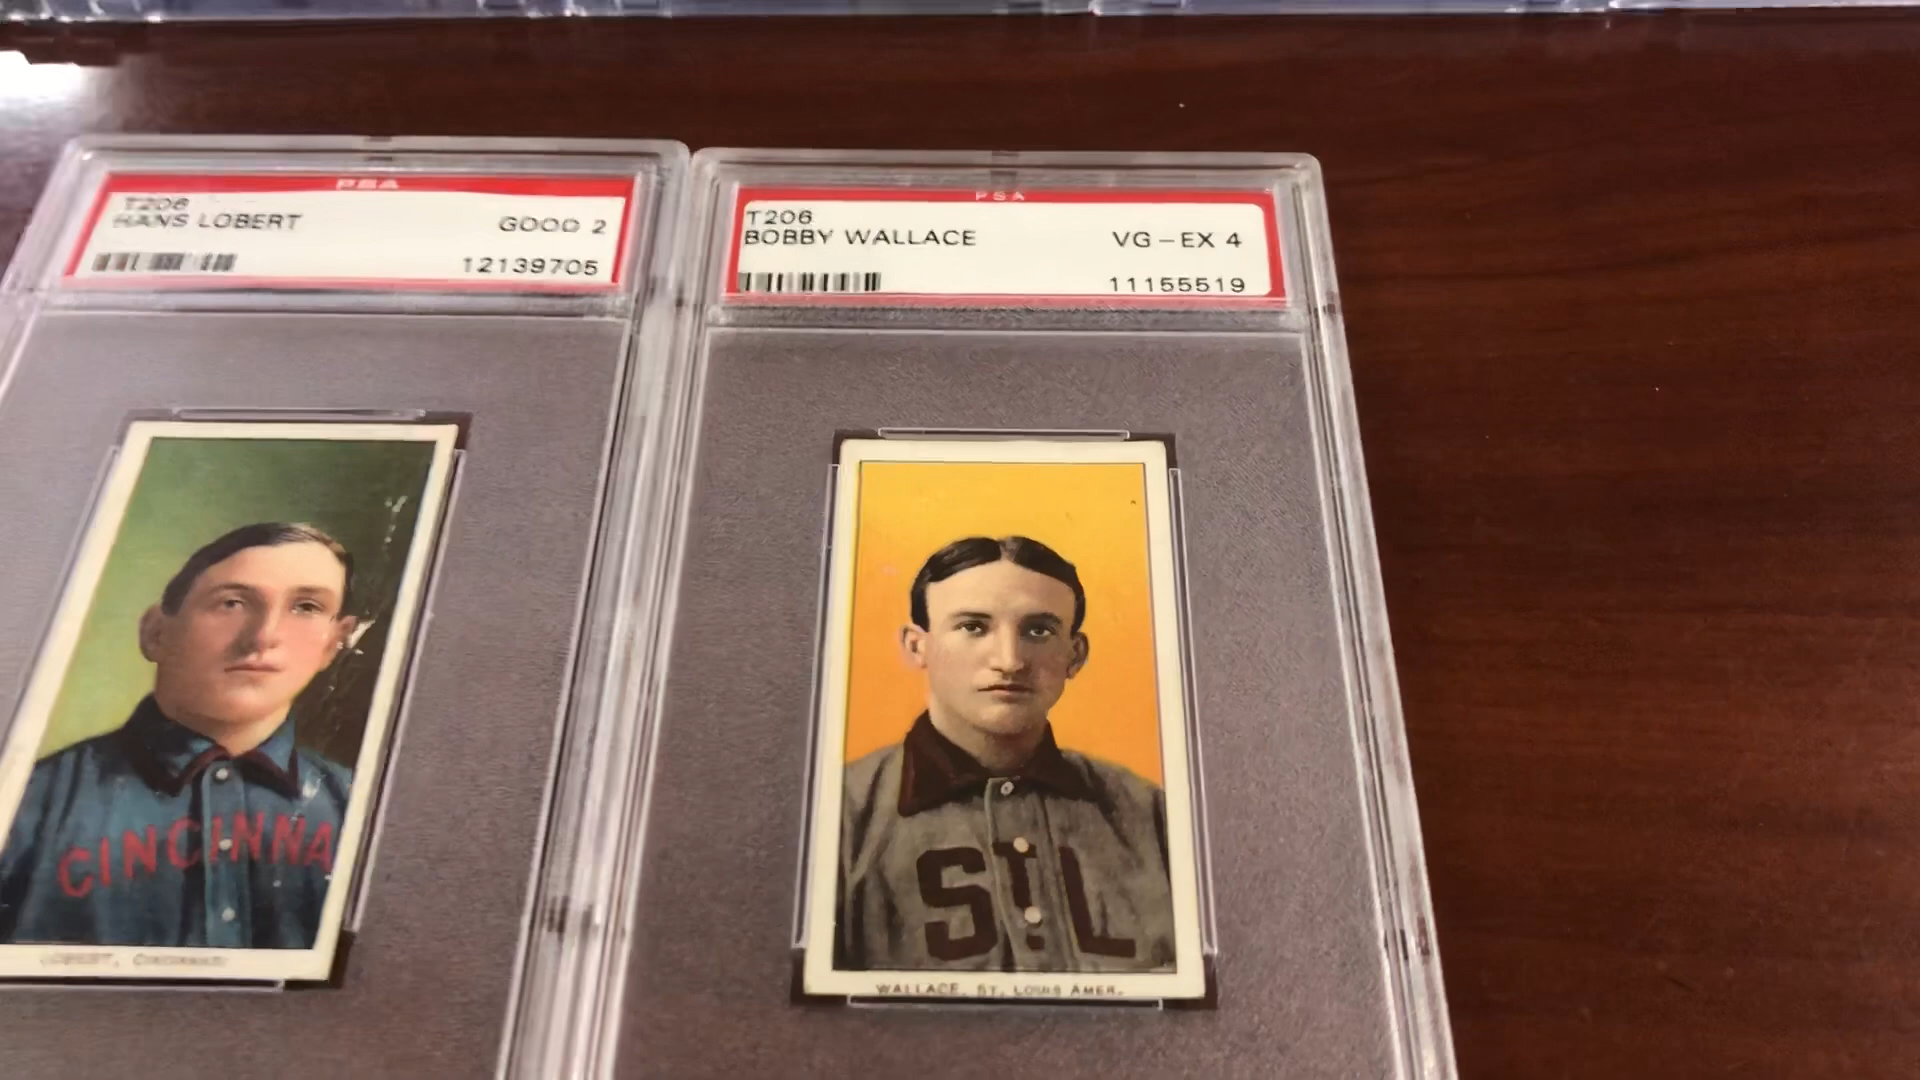 PSA
T206
HANS LOBERT
GOOD 2
12139705
PSA
T206
BOBBY WALLACE
VG-EX 4
11155519
CINCINNA
LOBERT, CINCINNATI
StL
WALLACE, ST. LOUIS AMER.